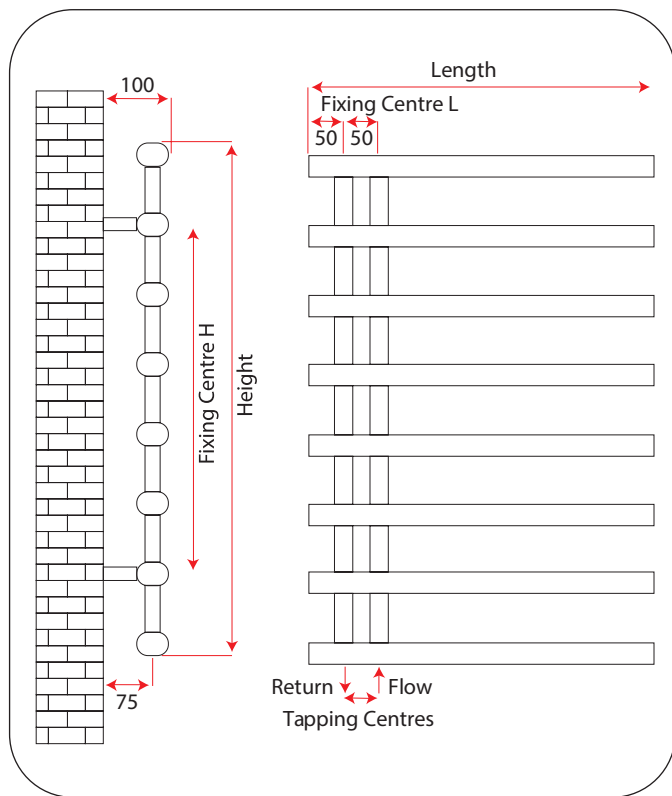 100
Length
Fixing Centre L
50 50
Fixing Centre H
Height
75
Return Flow
Tapping Centres